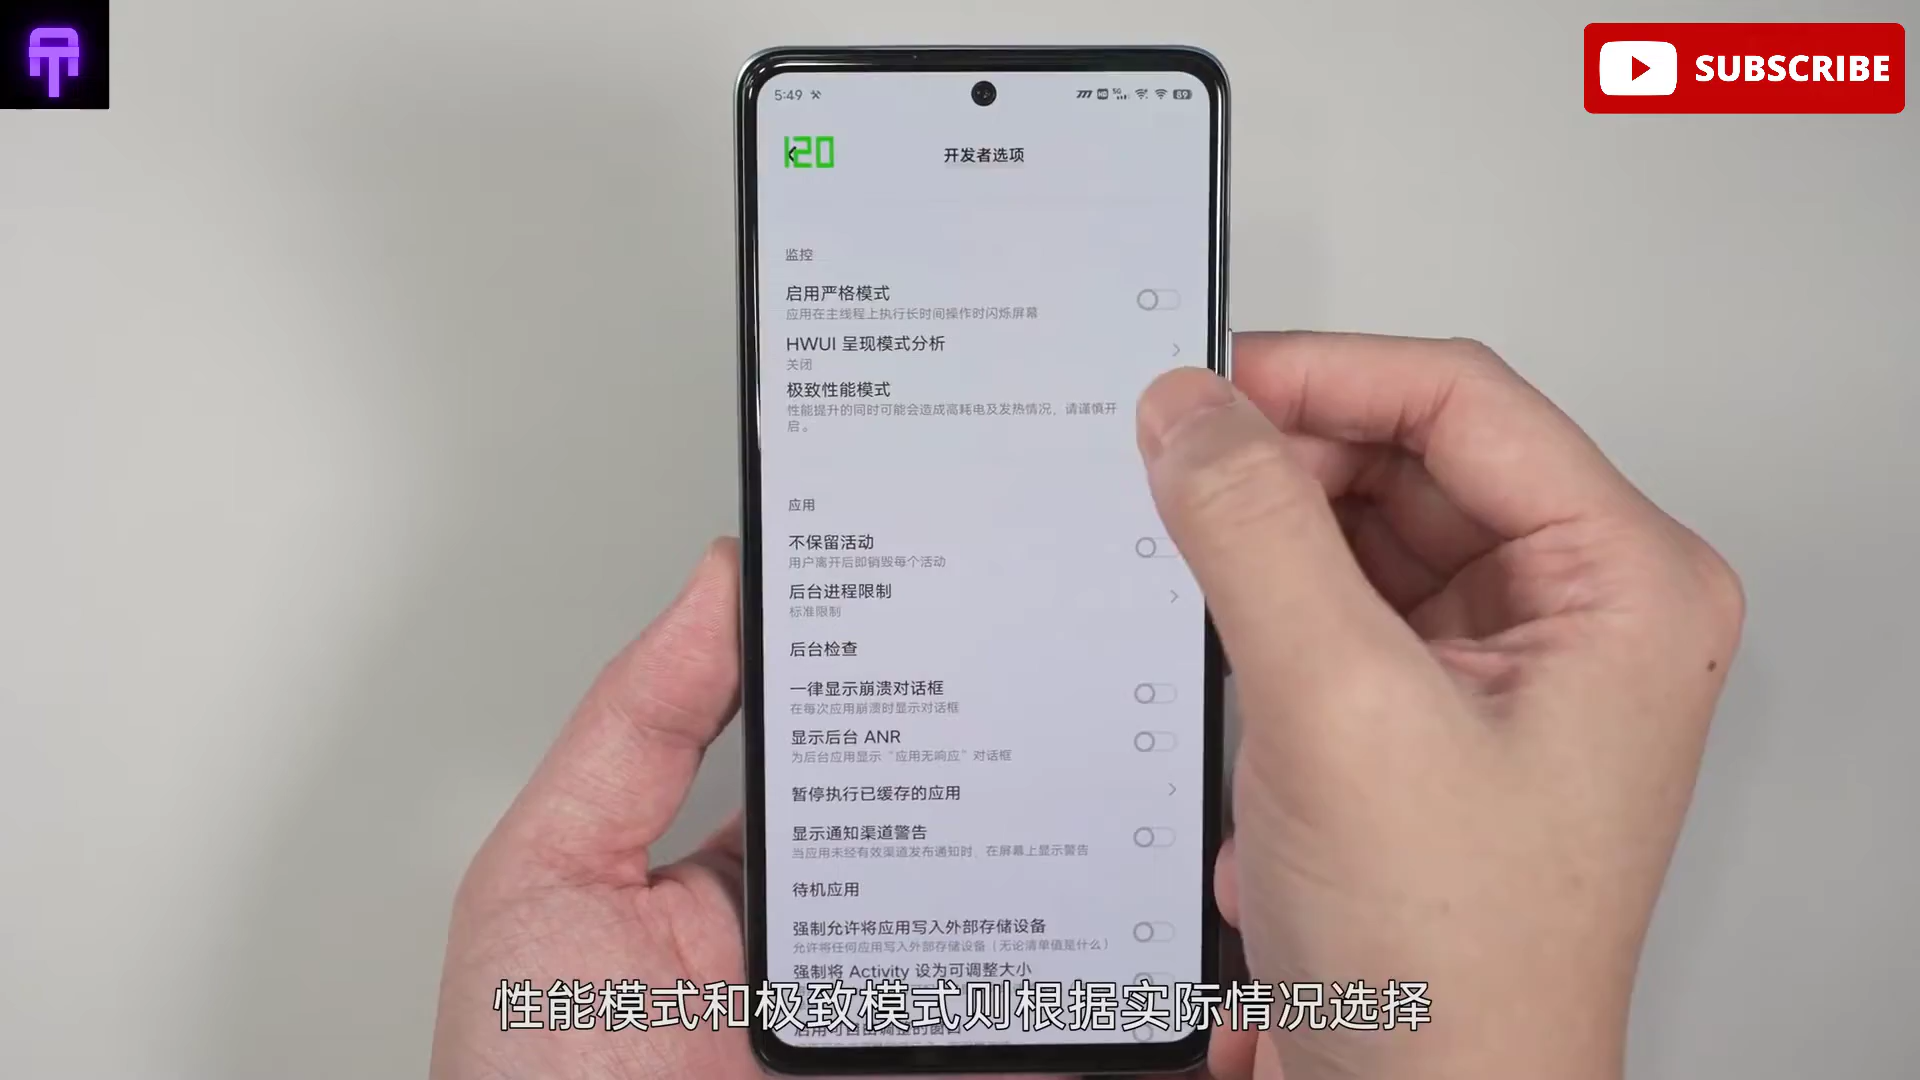 SUBSCRIBE
5:49
89
120
开发者选项
监控
启用严格模式
应用在主线程上执行长时间操作时闪烁屏幕
HWUI 呈现模式分析
关闭
极致性能模式
性能提升的同时可能会造成高耗电及发热情况，请谨慎开
启。
应用
不保留活动
用户离开后即销毁每个活动
后台进程限制
标准限制
后台检查
一律显示崩溃对话框
在每次应用崩溃时显示对话框
显示后台 ANR
为后台应用显示“应用无响应”对话框
暂停执行已缓存的应用
显示通知渠道警告
当应用未经有效渠道发布通知时，在屏幕上显示警告
待机应用
强制允许将应用写入外部存储设备
允许将任何应用写入外部存储设备（无论清单值是什么）
强制将 Activity 设为可调整大小
性能模式和极致模式则根据实际情况选择
启用可自由调整的窗口